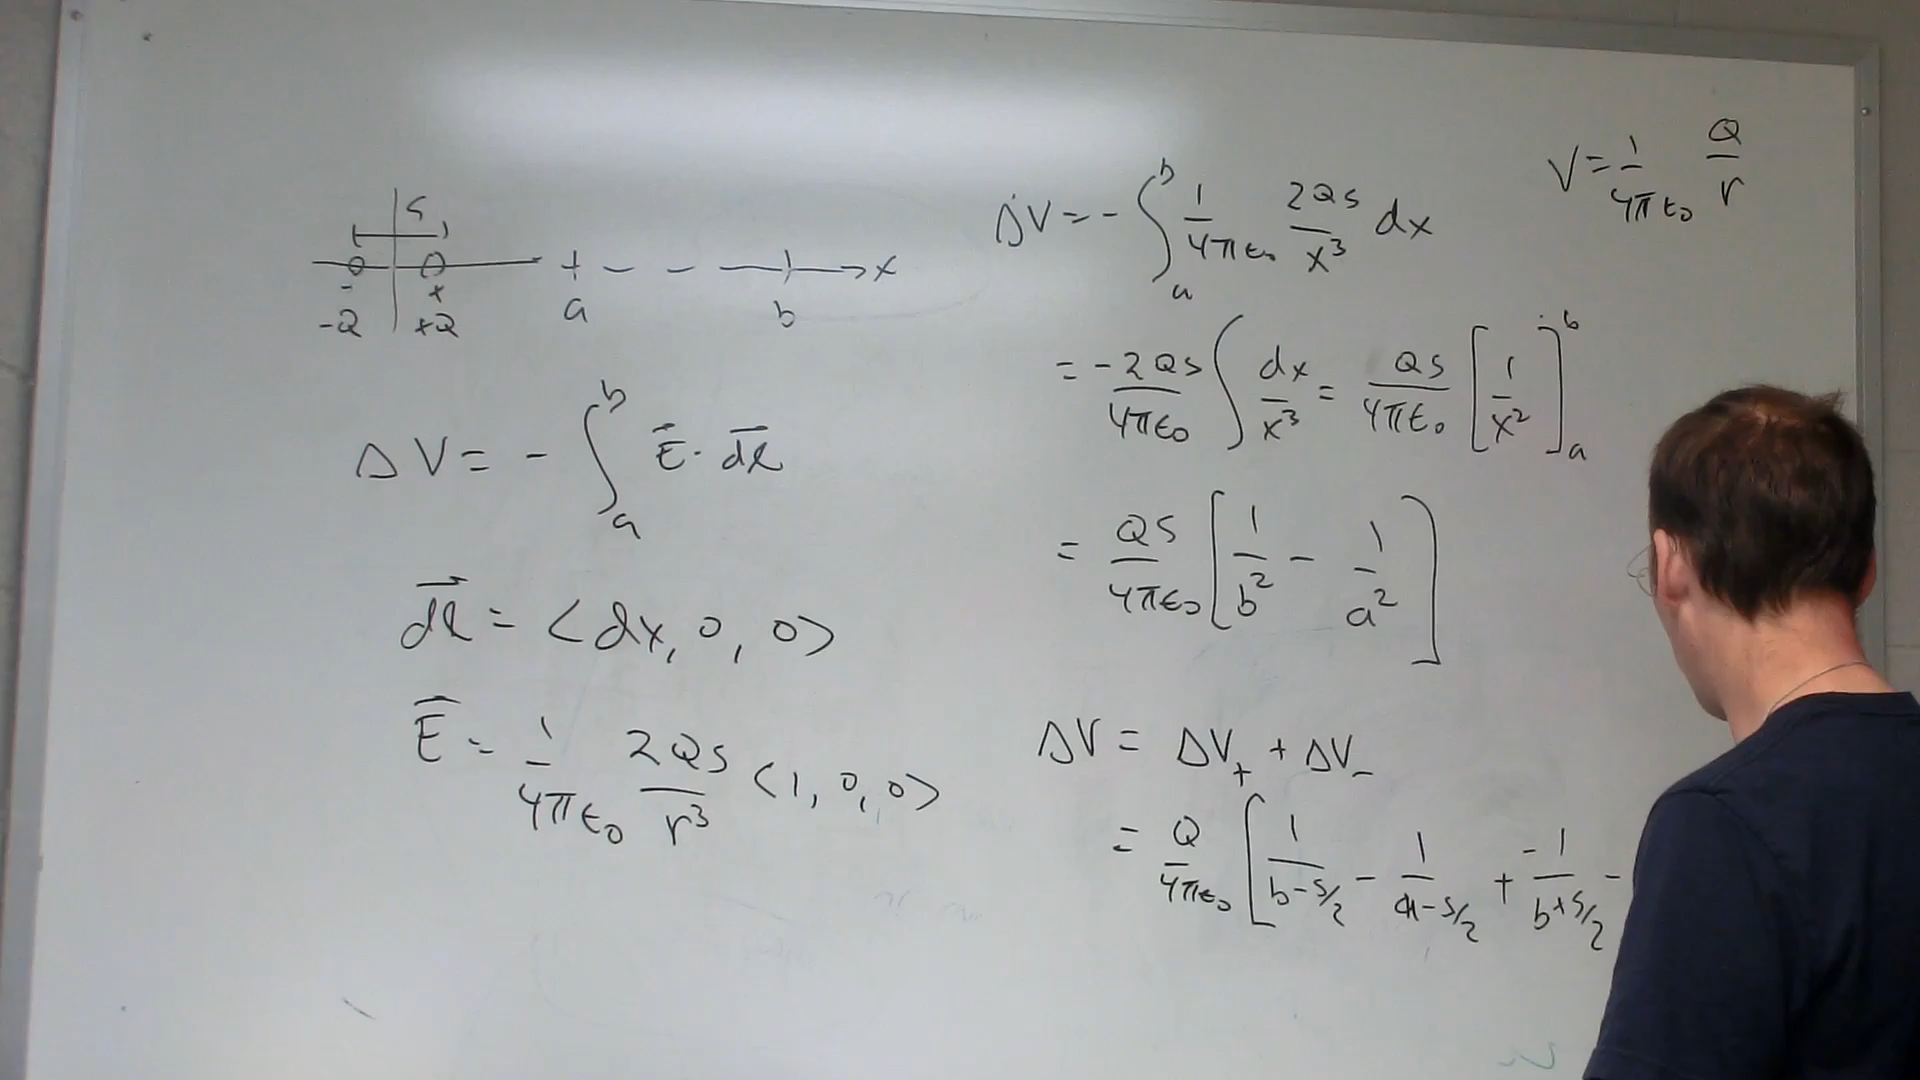 s
- +
-Q +Q a b x
ΔV = - ∫_a^b E⃗ · d⃗l
d⃗l = <dx, 0, 0>
E⃗ = 1/4πε₀ 2Qs/r³ <1, 0, 0>
ΔV = - ∫_a^b 1/4πε₀ 2Qs/x³ dx
= -2Qs/4πε₀ ∫ dx/x³ = Qs/4πε₀ [1/x²]_a^b
= Qs/4πε₀ [1/b² - 1/a²]
ΔV = ΔV₊ + ΔV₋
= Q/4πε₀ [1/b-s/2 - 1/a-s/2 + -1/b+s/2 -
V = 1/4πε₀ Q/r